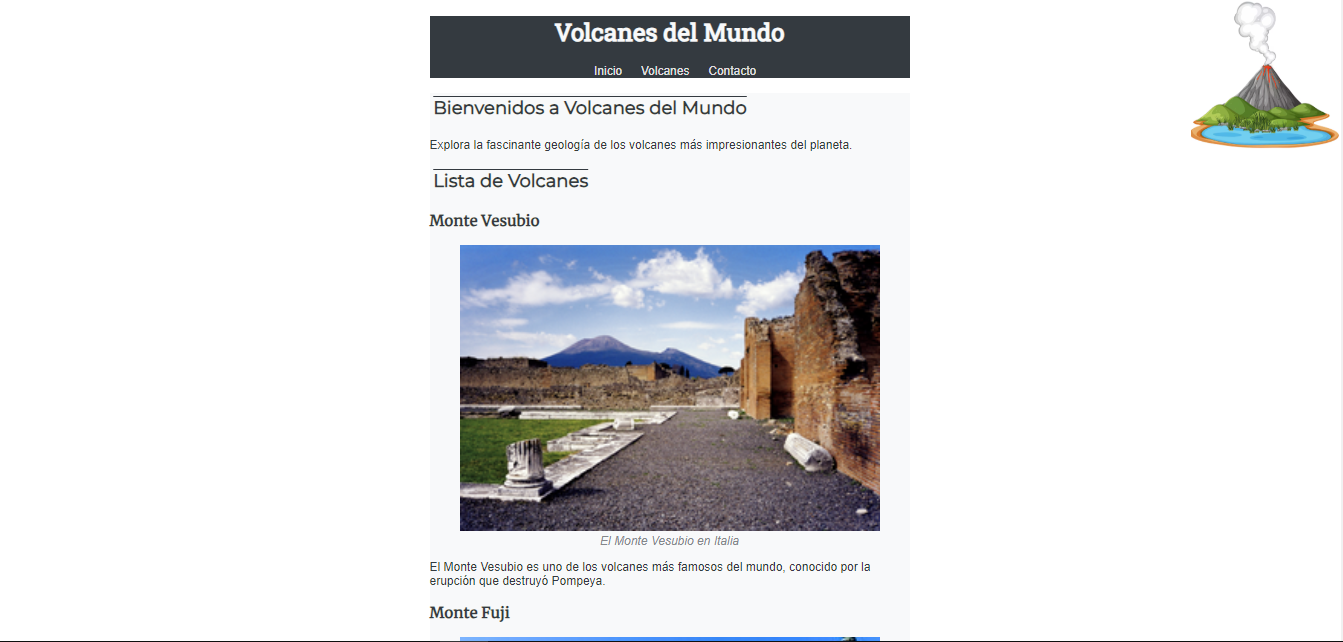 Volcanes del Mundo
Inicio Volcanes Contacto
Bienvenidos a Volcanes del Mundo
Explora la fascinante geología de los volcanes más impresionantes del planeta.
Lista de Volcanes
Monte Vesubio
El Monte Vesubio en Italia
El Monte Vesubio es uno de los volcanes más famosos del mundo, conocido por la
erupción que destruyó Pompeya.
Monte Fuji